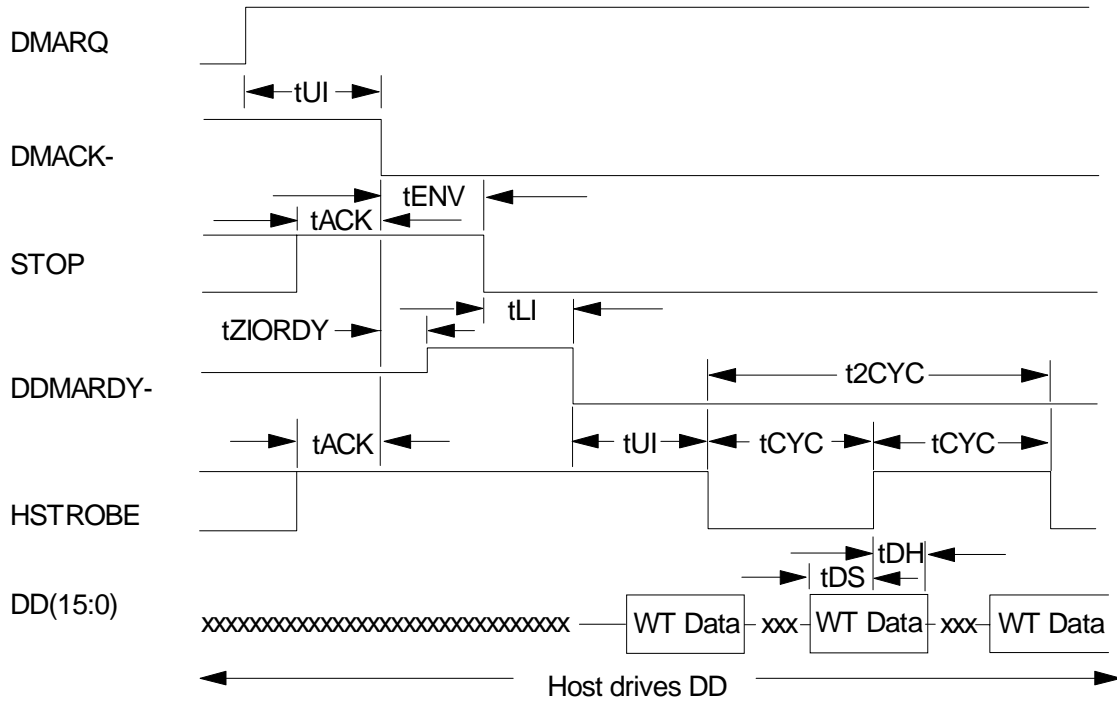 DMARQ
tUI
DMACK-
tENV
tACK
STOP
tLI
tZIORDY
t2CYC
DDMARDY-
tACK
tUI
tCYC
tCYC
HSTROBE
tDH
tDS
DD(15:0)
xxxxxxxxxxxxxxxxxxxxxxxxxxxxxxx WT Data xxx WT Data xxx WT Data
Host drives DD